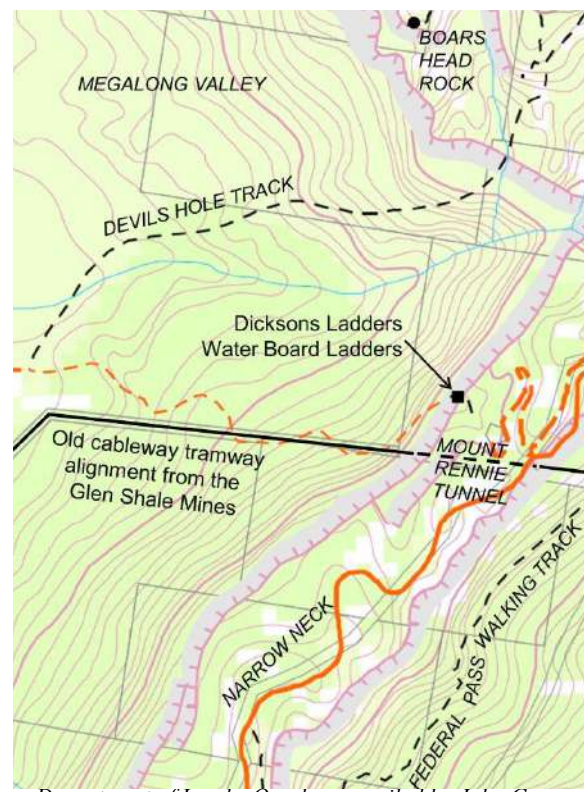 BOARS
HEAD
ROCK
MEGALONG VALLEY
DEVILS HOLE TRACK
Dicksons Ladders
Water Board Ladders
Old cableway tramway
alignment from the
Glen Shale Mines
MOUNT
RENNIE
TUNNEL
NARROW NECK
FEDERAL PASS WALKING TRACK